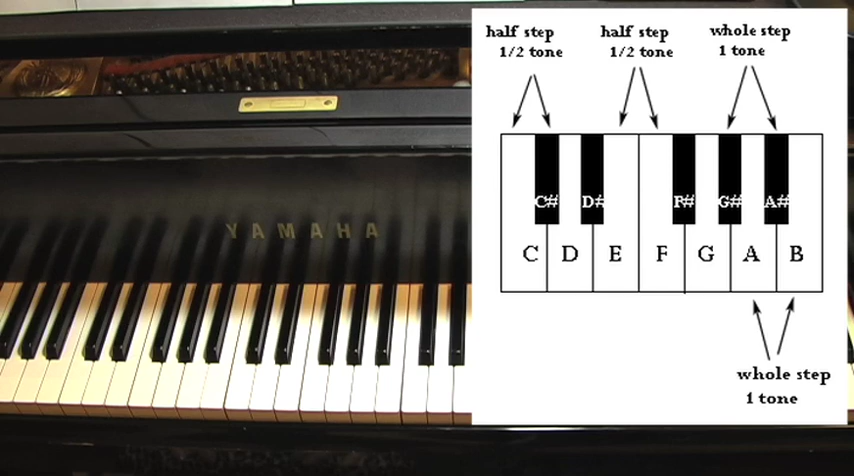 YAMAHA
half step
1/2 tone
half step
1/2 tone
whole step
1 tone
C# D# F# G# A#
C D E F G A B
whole step
1 tone